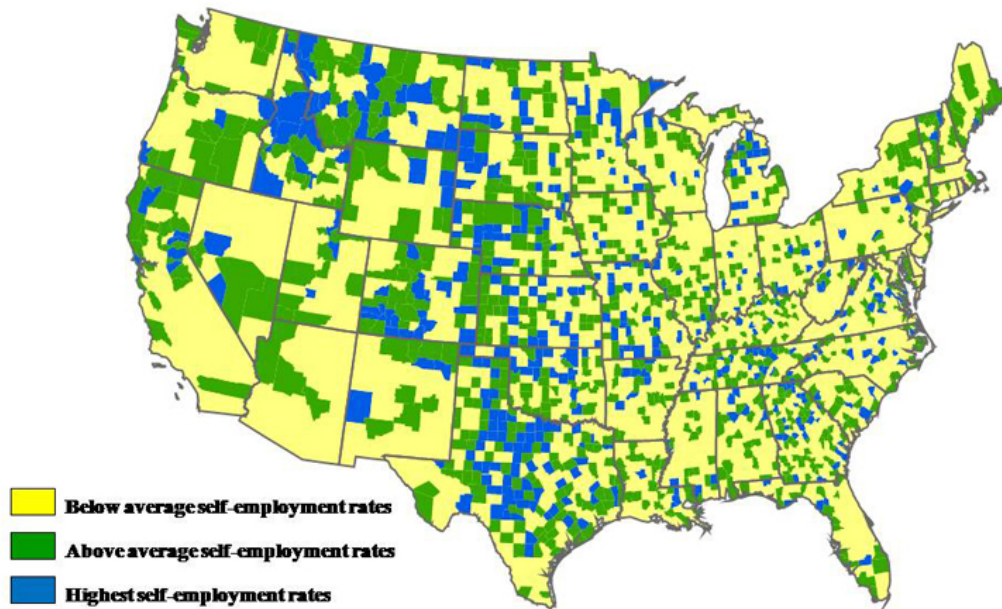 Below average self-employment rates
Above average self-employment rates
Highest self-employment rates